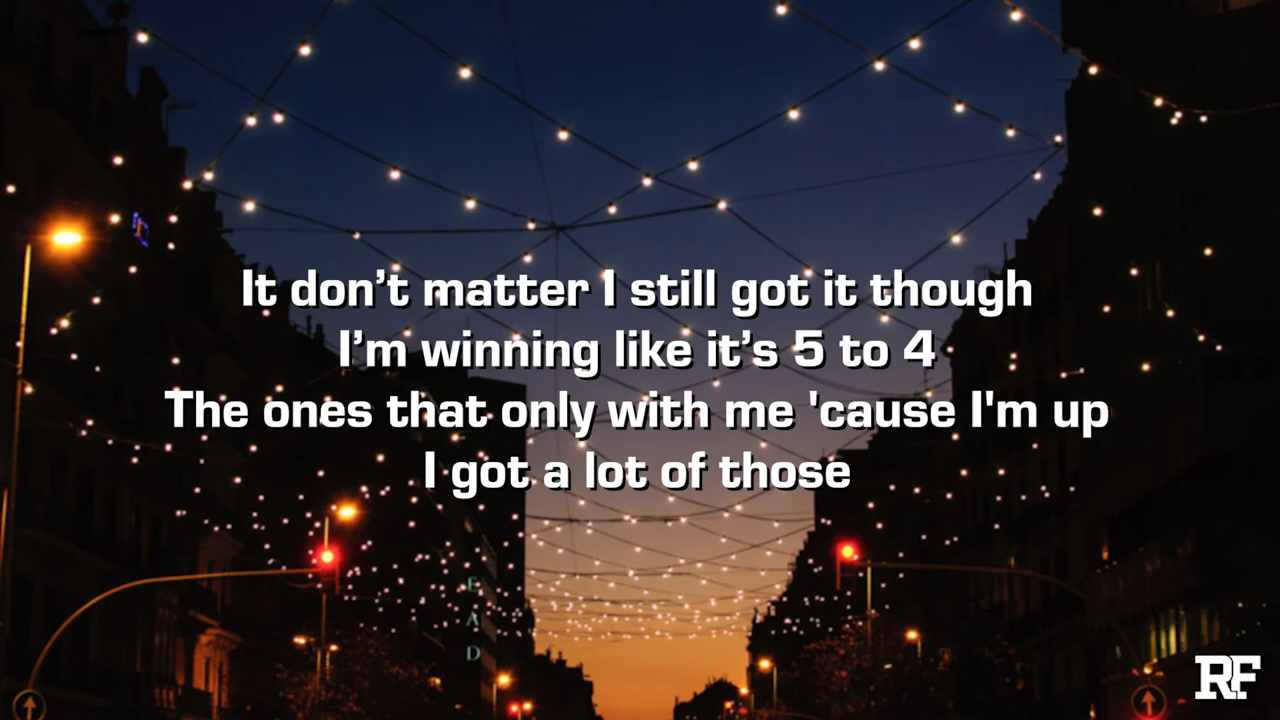 It don’t matter I still got it though
I’m winning like it’s 5 to 4
The ones that only with me 'cause I'm up
I got a lot of those
E
A
D
RF